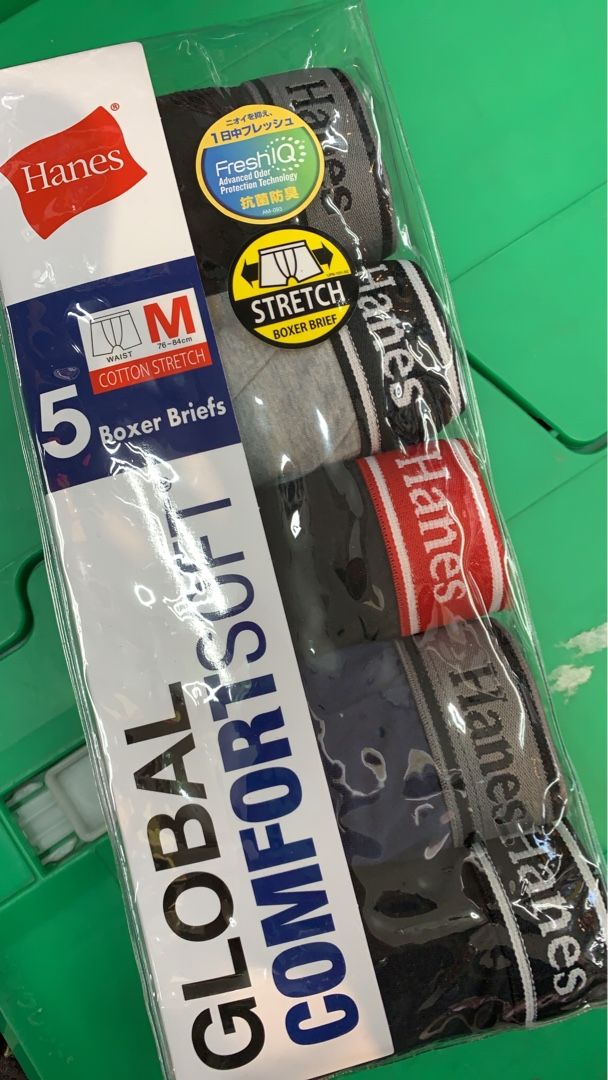 Hanes®
ニオイを抑え、
1日中フレッシュ
FreshIQ
Advanced Odor
Protection Technology
抗菌防臭
STRETCH
BOXER BRIEF
M
WAIST 76-84cm
COTTON STRETCH
5 Boxer Briefs
GLOBAL
COMFORTSOFT®
Hanes
Hanes
Hanes
Hanes
Hanes